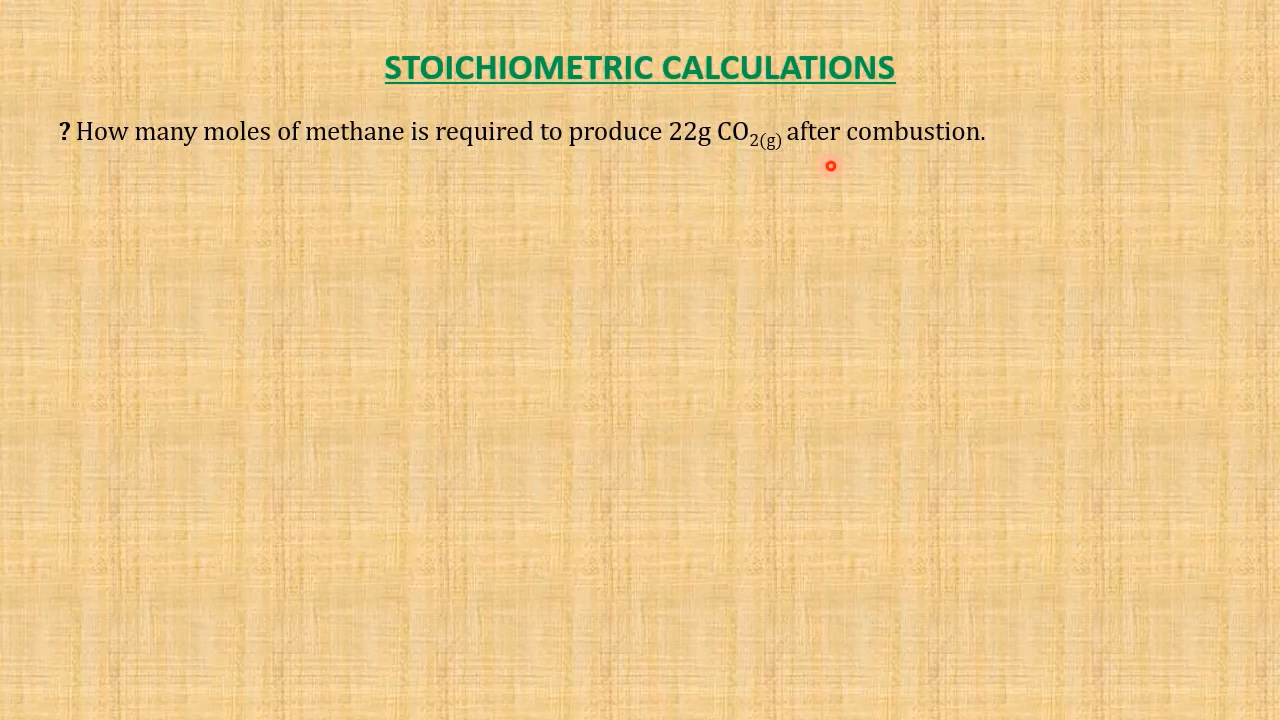 STOICHIOMETRIC CALCULATIONS
? How many moles of methane is required to produce 22g CO₂(g) after combustion.